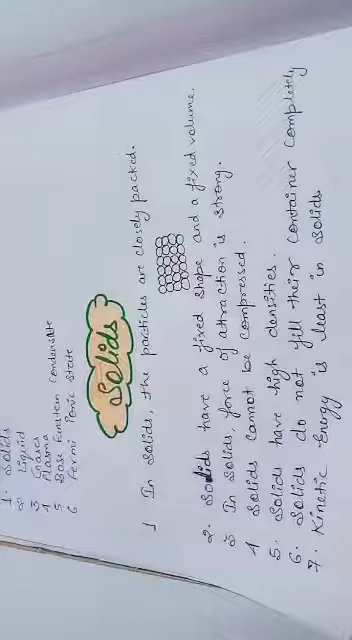 1. Solids
2 Liquid
3 Gases
4 Plasma
5 Base Einstein Condensate
6 Fermi Ionic State
Solids
1 In Solids, the particles are closely packed.
2. Solids have a fixed shape and a fixed volume.
3 In Solids, force of attraction is strong.
4 Solids cannot be compressed.
5. Solids have high densities.
6. Solids do not fill their container completely
7. Kinetic Energy is least in solids.